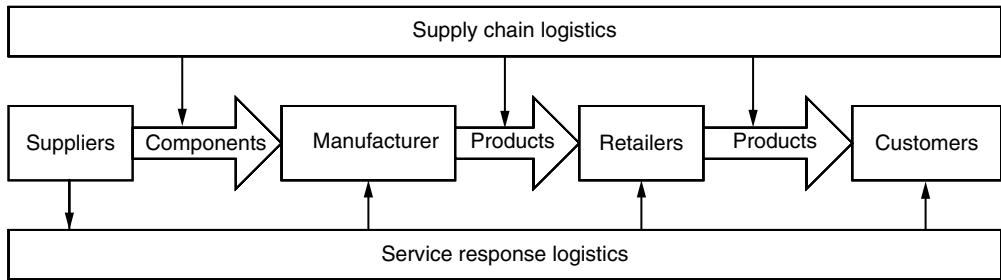 Supply chain logistics
Suppliers
Components
Manufacturer
Products
Retailers
Products
Customers
Service response logistics